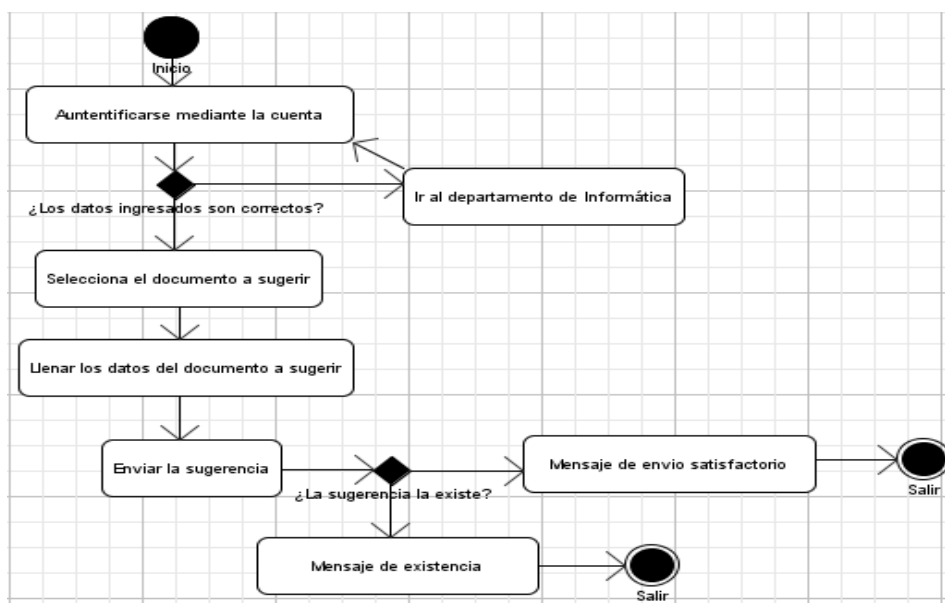 Inicio
Auntentificarse mediante la cuenta
Ir al departamento de Informática
¿Los datos ingresados son correctos?
Selecciona el documento a sugerir
Llenar los datos del documento a sugerir
Enviar la sugerencia
Mensaje de envio satisfactorio
Salir
¿La sugerencia la existe?
Mensaje de existencia
Salir